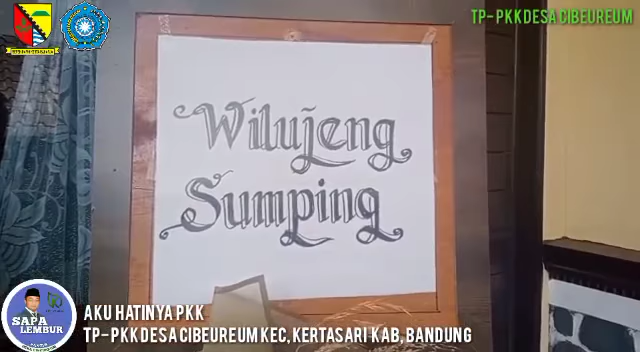 TP- PKK DESA CIBEUREUM
Wilujeng
Sumping
SAPA
LEMBUR
AKU HATINYA PKK
TP- PKK DESA CIBEUREUM KEC, KERTASARI KAB, BANDUNG